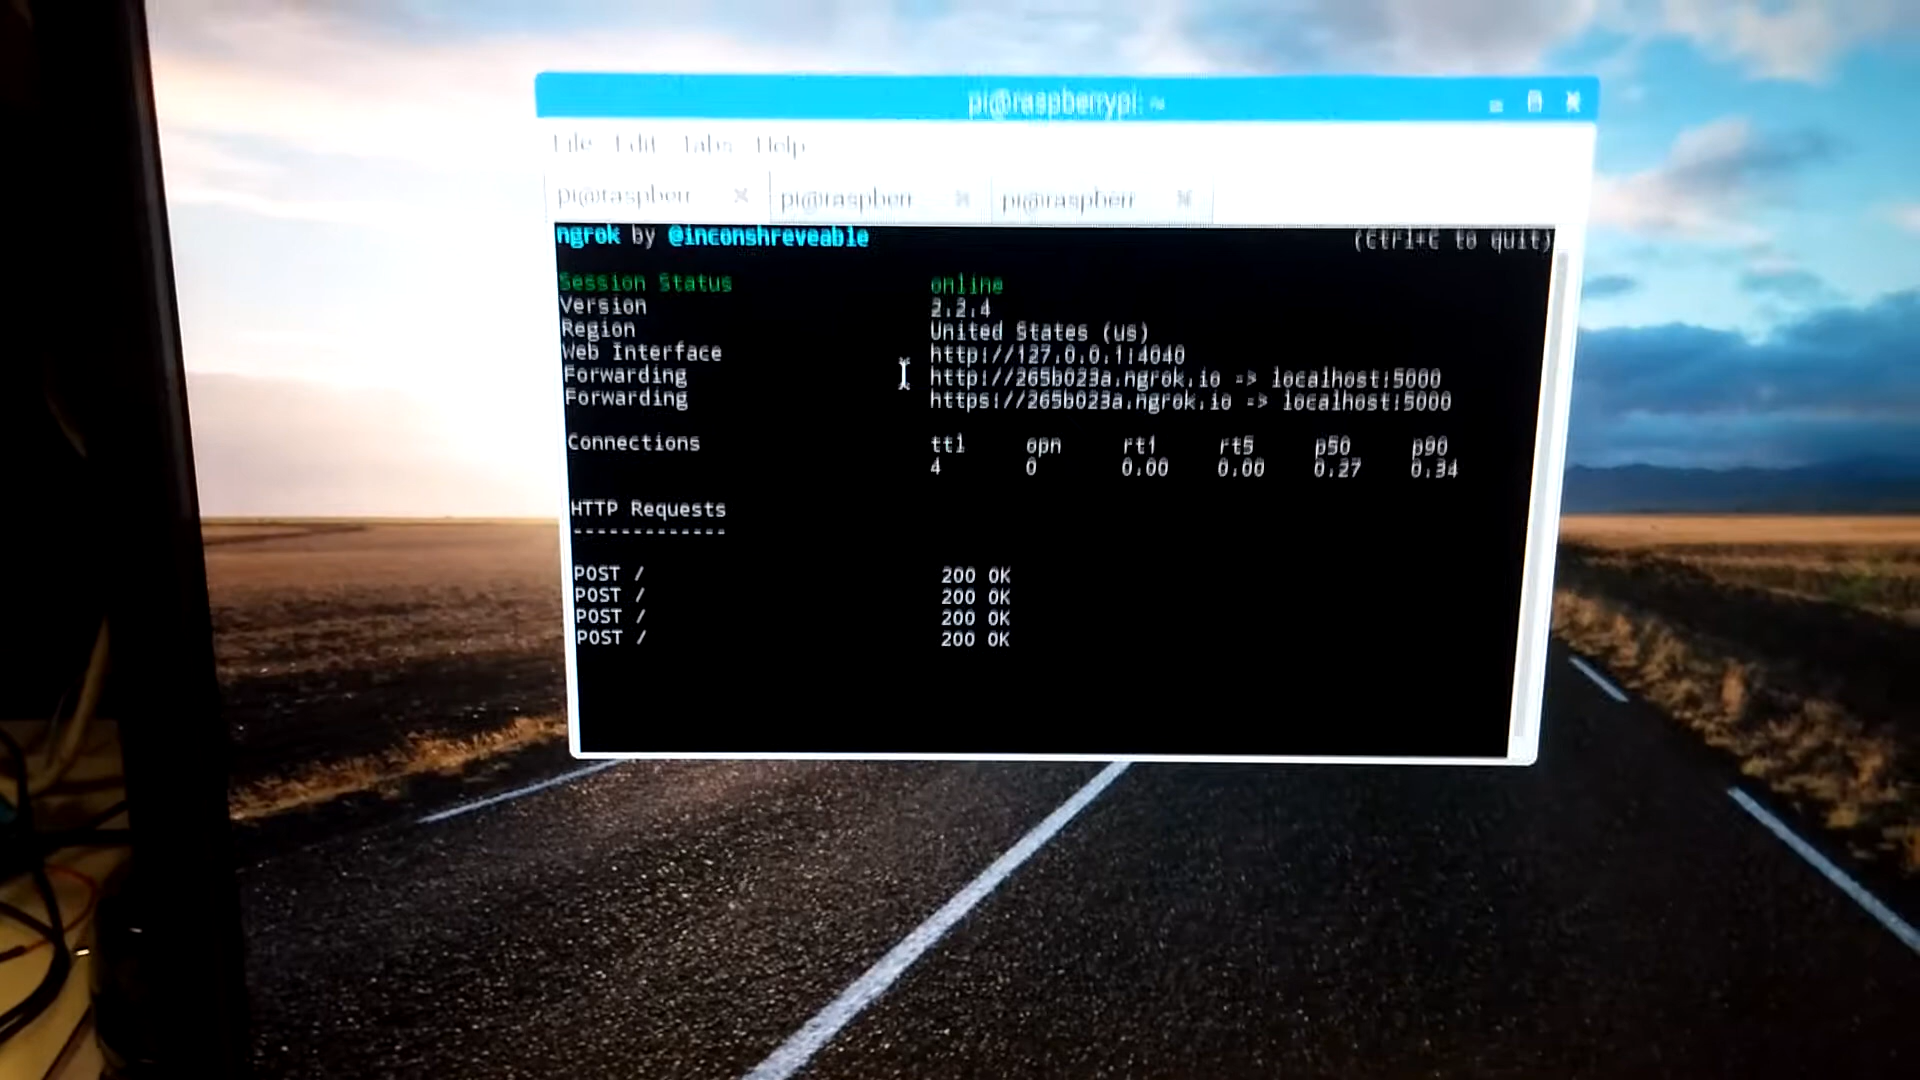 pi@raspberrypi: ~
File Edit Tabs Help
pi@raspberr pi@raspberr pi@raspberr
ngrok by @inconshreveable (Ctrl+C to quit)
Session Status online
Version 2.2.4
Region United States (us)
Web Interface http://127.0.0.1:4040
Forwarding http://265b023a.ngrok.io -> localhost:5000
Forwarding https://265b023a.ngrok.io -> localhost:5000
Connections ttl opn rt1 rt5 p50 p90
4 0 0.00 0.00 0.27 0.34
HTTP Requests
-------------
POST / 200 OK
POST / 200 OK
POST / 200 OK
POST / 200 OK